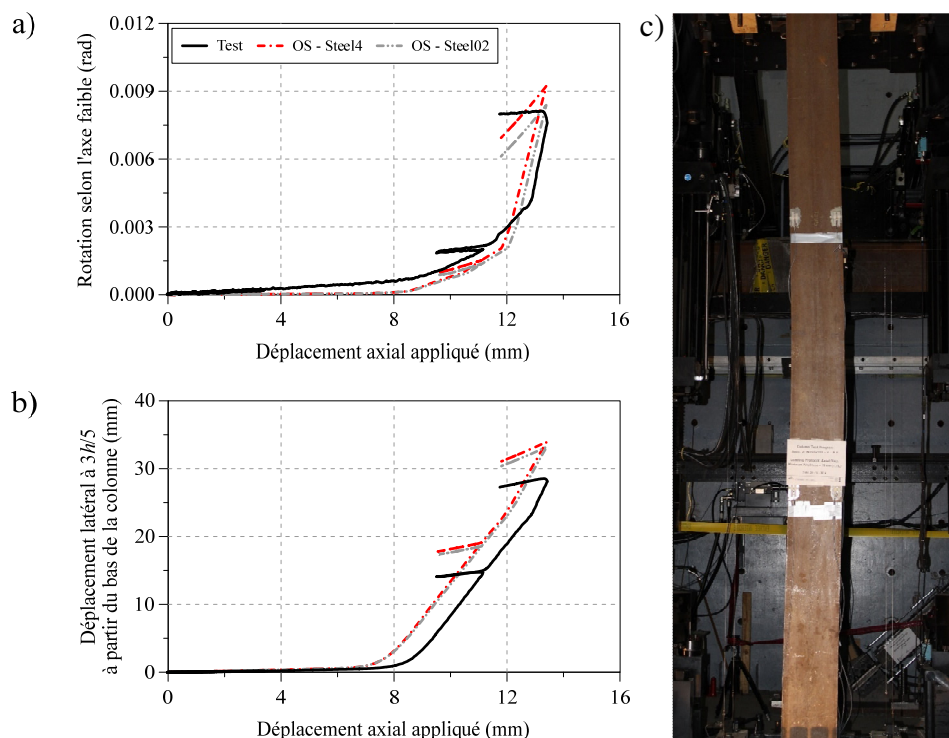 a)
0.012
0.009
0.006
0.003
0.000
Rotation selon l'axe faible (rad)
Test
OS - Steel4
OS - Steel02
0
4
8
12
16
Déplacement axial appliqué (mm)
b)
40
30
20
10
0
Déplacement latéral à 3h/5
à partir du bas de la colonne (mm)
0
4
8
12
16
Déplacement axial appliqué (mm)
c)